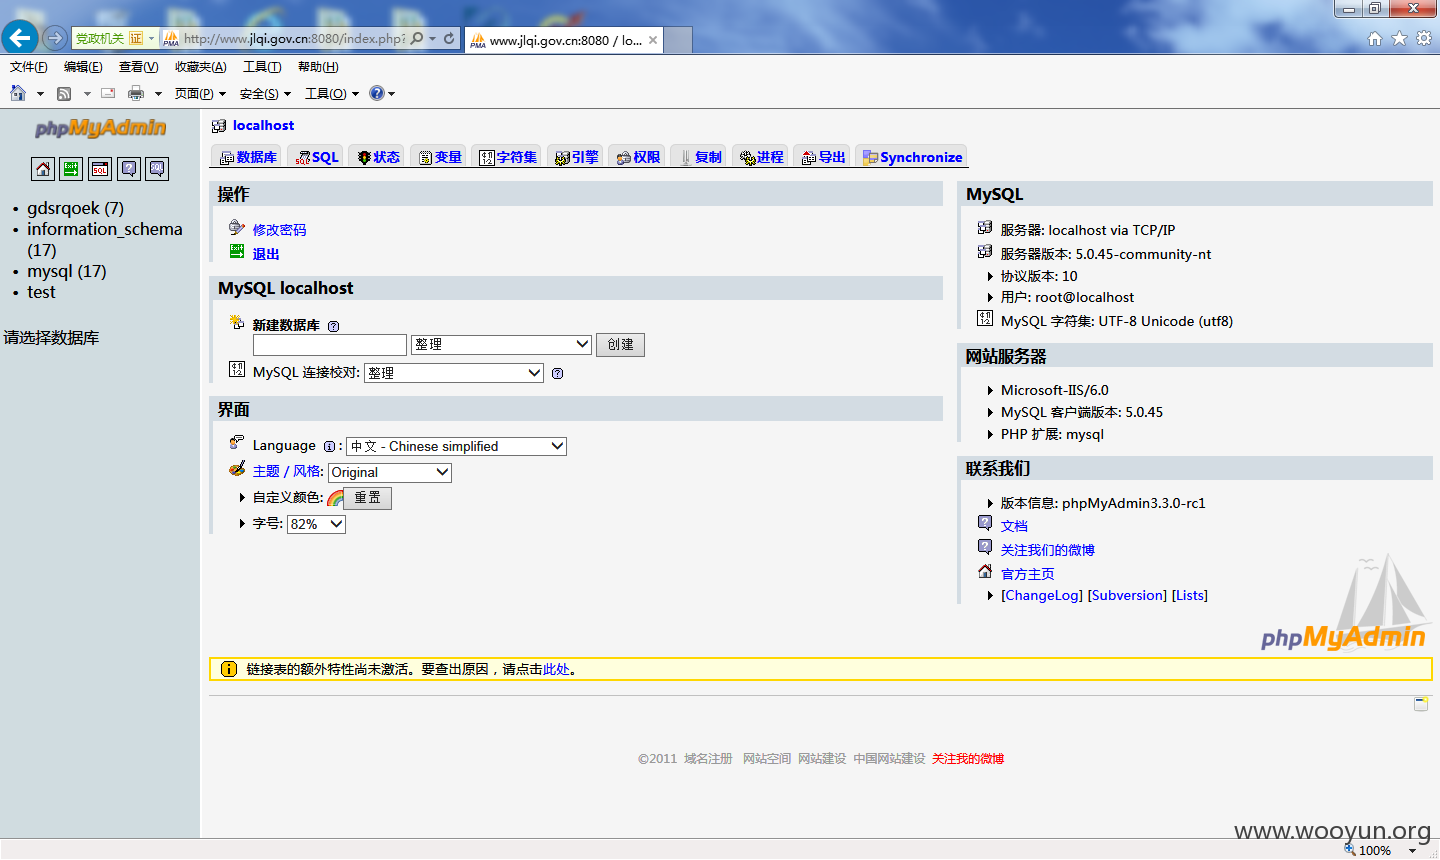 党政机关 证 http://www.jlqi.gov.cn:8080/index.php?
www.jlqi.gov.cn:8080 / lo...
文件(F) 编辑(E) 查看(V) 收藏夹(A) 工具(T) 帮助(H)
页面(P) 安全(S) 工具(O)
phpMyAdmin
gdsrqoek (7)
information_schema
(17)
mysql (17)
test
请选择数据库
localhost
数据库 SQL 状态 变量 字符集 引擎 权限 复制 进程 导出 Synchronize
操作
修改密码
退出
MySQL localhost
新建数据库
整理 创建
MySQL 连接校对: 整理
界面
Language : 中文 - Chinese simplified
主题 / 风格: Original
自定义颜色: 重置
字号: 82%
MySQL
服务器: localhost via TCP/IP
服务器版本: 5.0.45-community-nt
协议版本: 10
用户: root@localhost
MySQL 字符集: UTF-8 Unicode (utf8)
网站服务器
Microsoft-IIS/6.0
MySQL 客户端版本: 5.0.45
PHP 扩展: mysql
联系我们
版本信息: phpMyAdmin3.3.0-rc1
文档
关注我们的微博
官方主页
[ChangeLog] [Subversion] [Lists]
phpMyAdmin
链接表的额外特性尚未激活。要查出原因，请点击此处。
©2011 域名注册 网站空间 网站建设 中国网站建设 关注我的微博
www.wooyun.org
100%